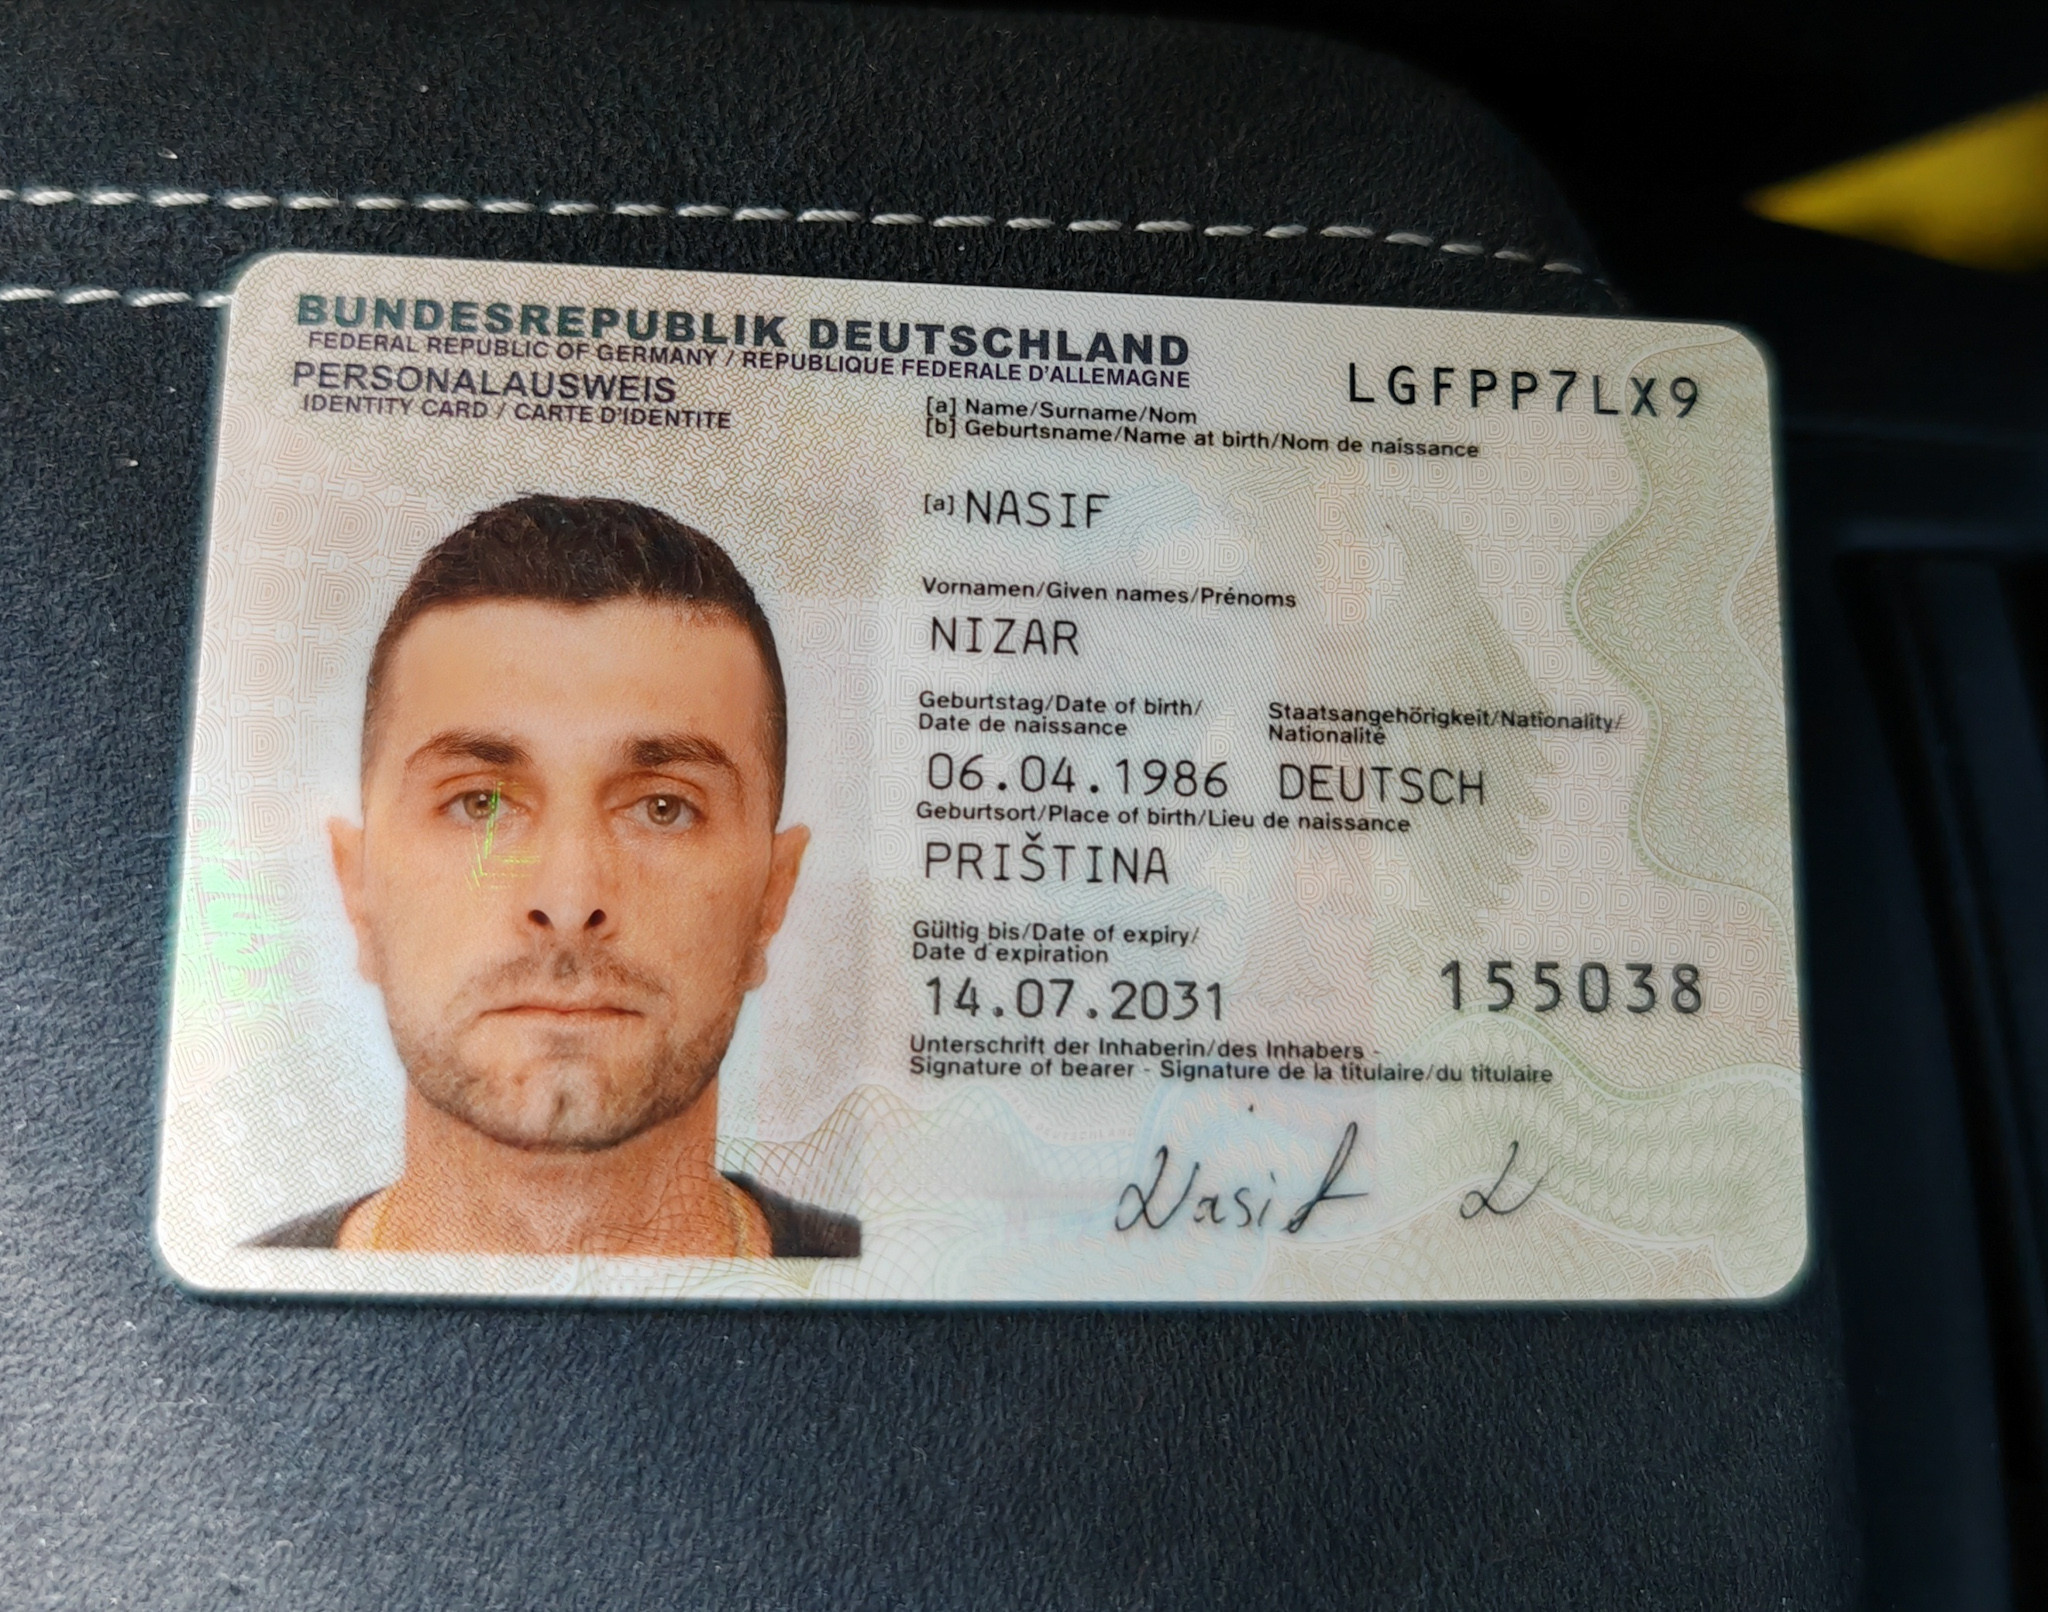 BUNDESREPUBLIK DEUTSCHLAND
FEDERAL REPUBLIC OF GERMANY / REPUBLIQUE FEDERALE D'ALLEMAGNE
PERSONALAUSWEIS
IDENTITY CARD / CARTE D'IDENTITE
LGFPP7LX9
[a] Name/Surname/Nom
[b] Geburtsname/Name at birth/Nom de naissance
[a] NASIF
Vornamen/Given names/Prénoms
NIZAR
Geburtstag/Date of birth/
Date de naissance
Staatsangehörigkeit/Nationality/
Nationalité
06.04.1986 DEUTSCH
Geburtsort/Place of birth/Lieu de naissance
PRIŠTINA
Gültig bis/Date of expiry/
Date d'expiration
14.07.2031
155038
Unterschrift der Inhaberin/des Inhabers -
Signature of bearer - Signature de la titulaire/du titulaire
Nasif